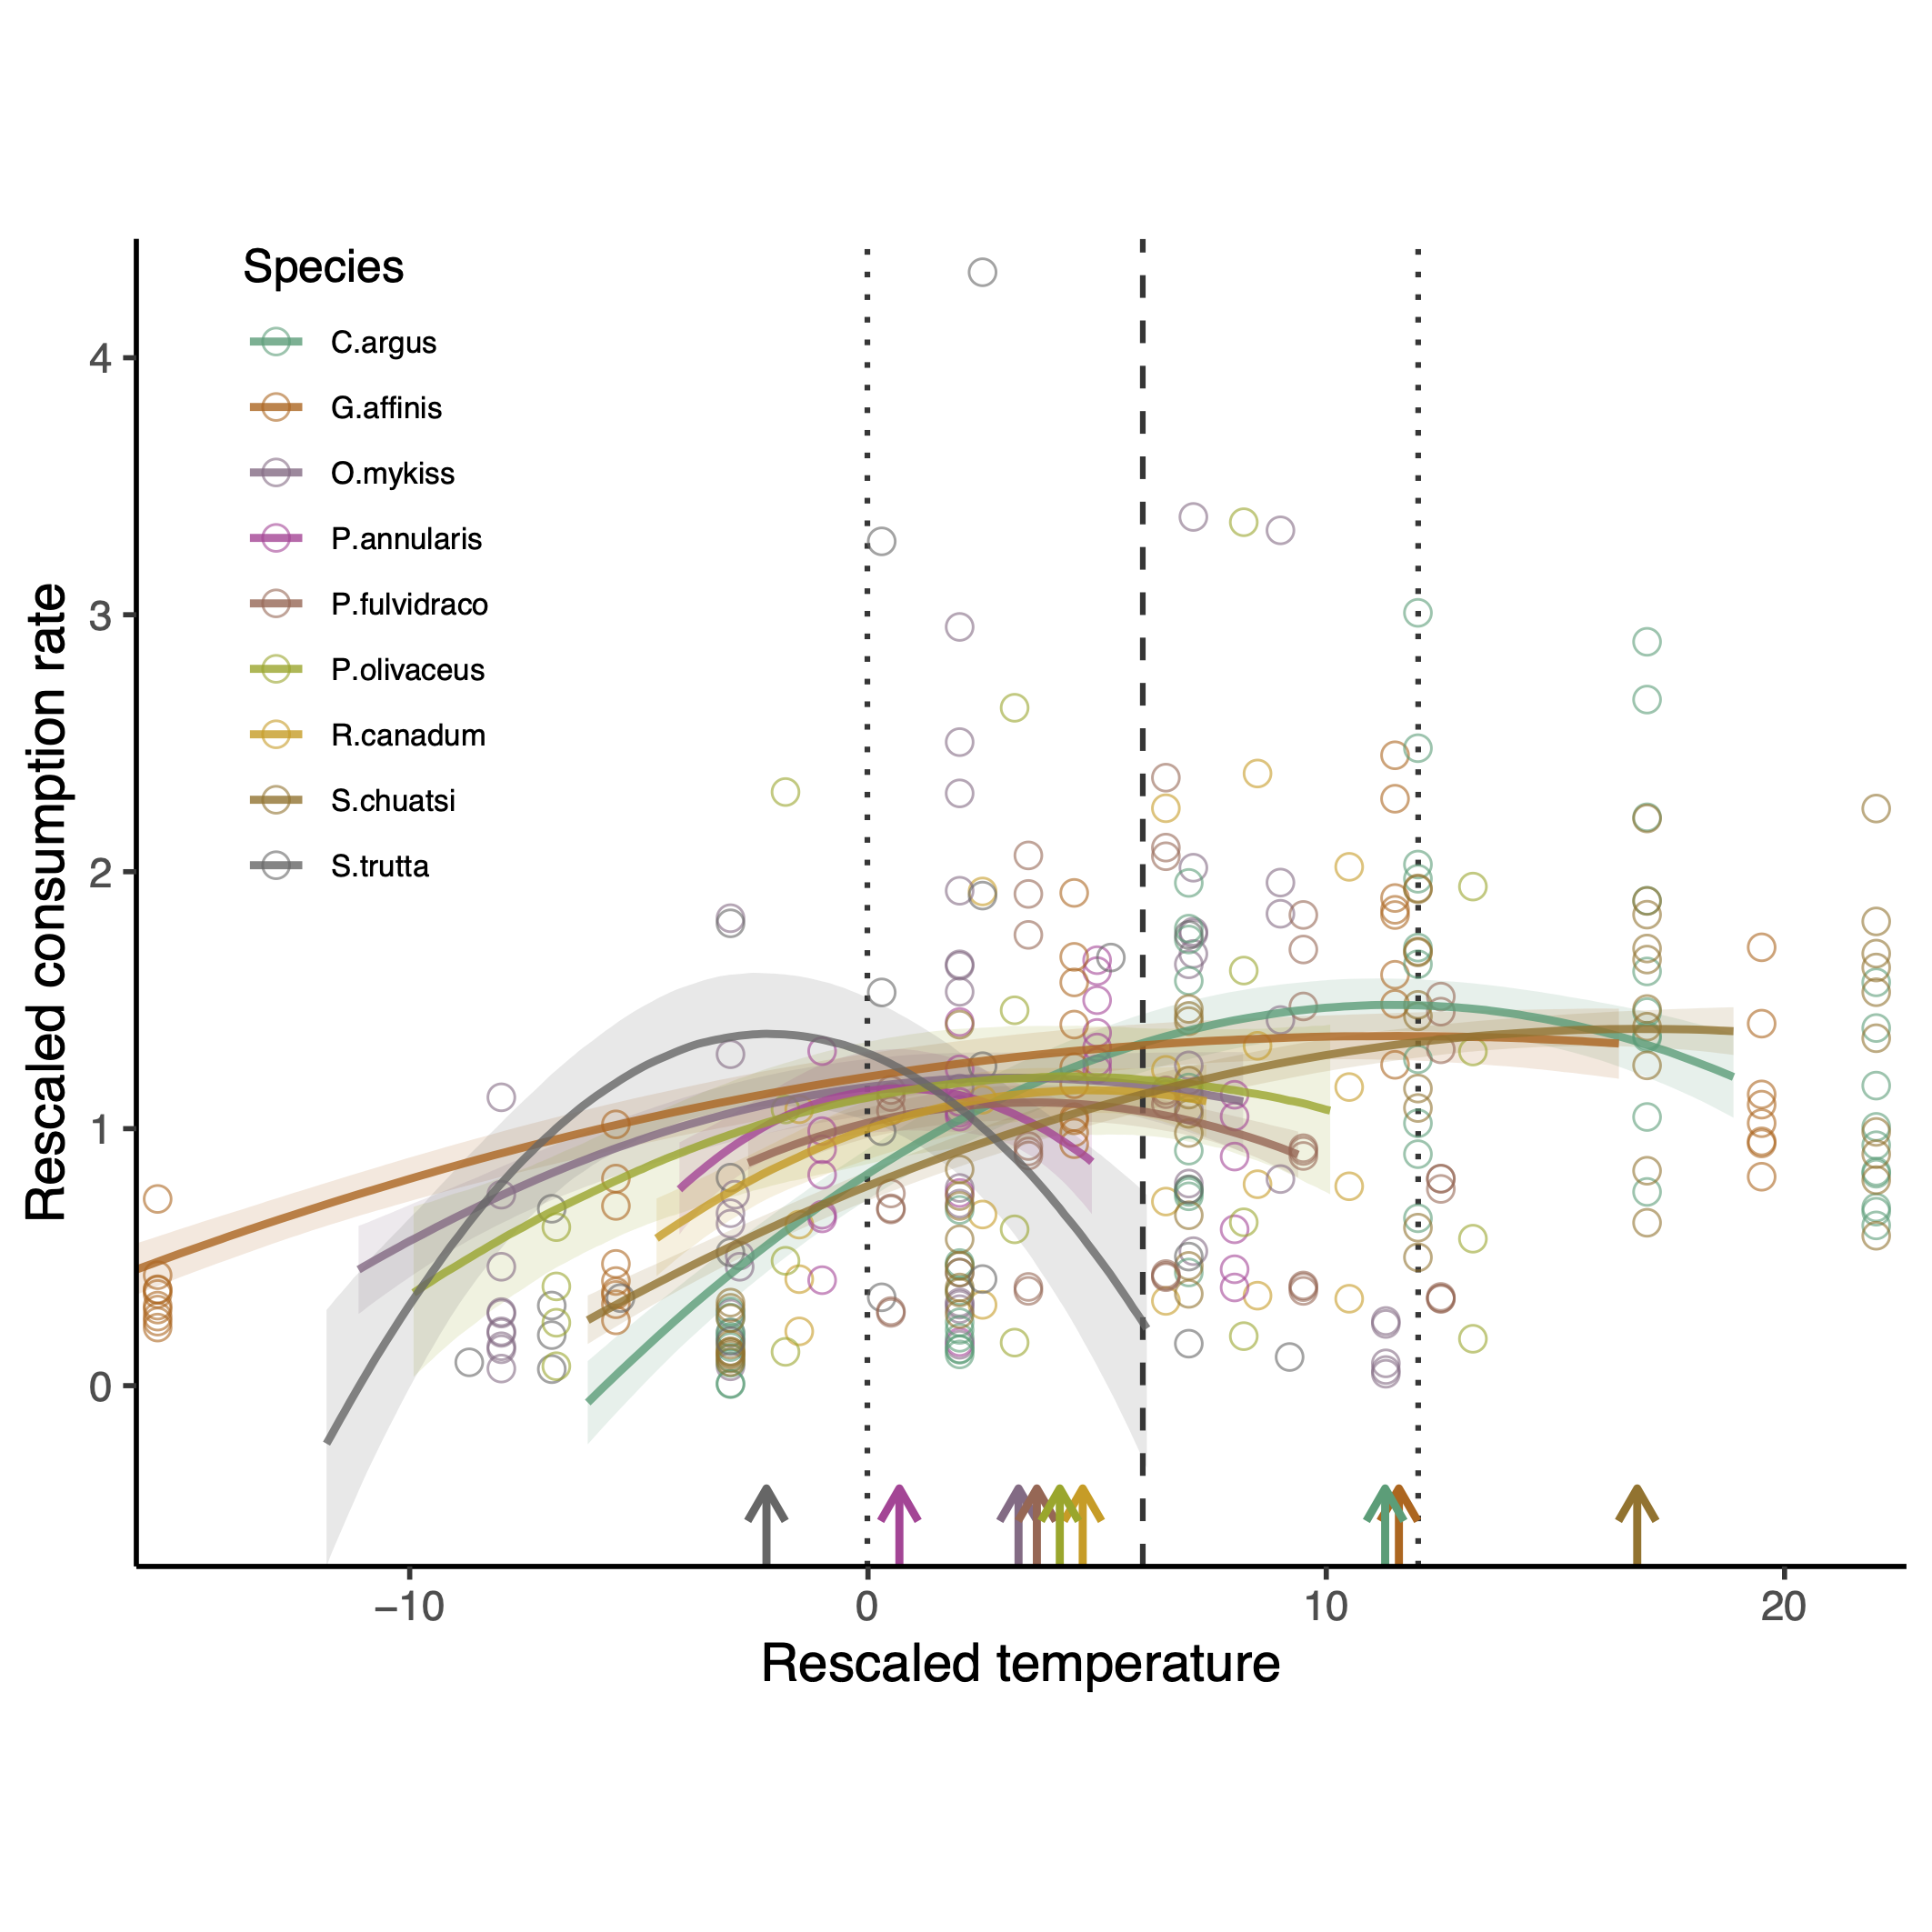 Species
C.argus
G.affinis
O.mykiss
P.annularis
P.fulvidraco
P.olivaceus
R.canadum
S.chuatsi
S.trutta
Rescaled consumption rate
4
3
2
1
0
−10 0 10 20
Rescaled temperature